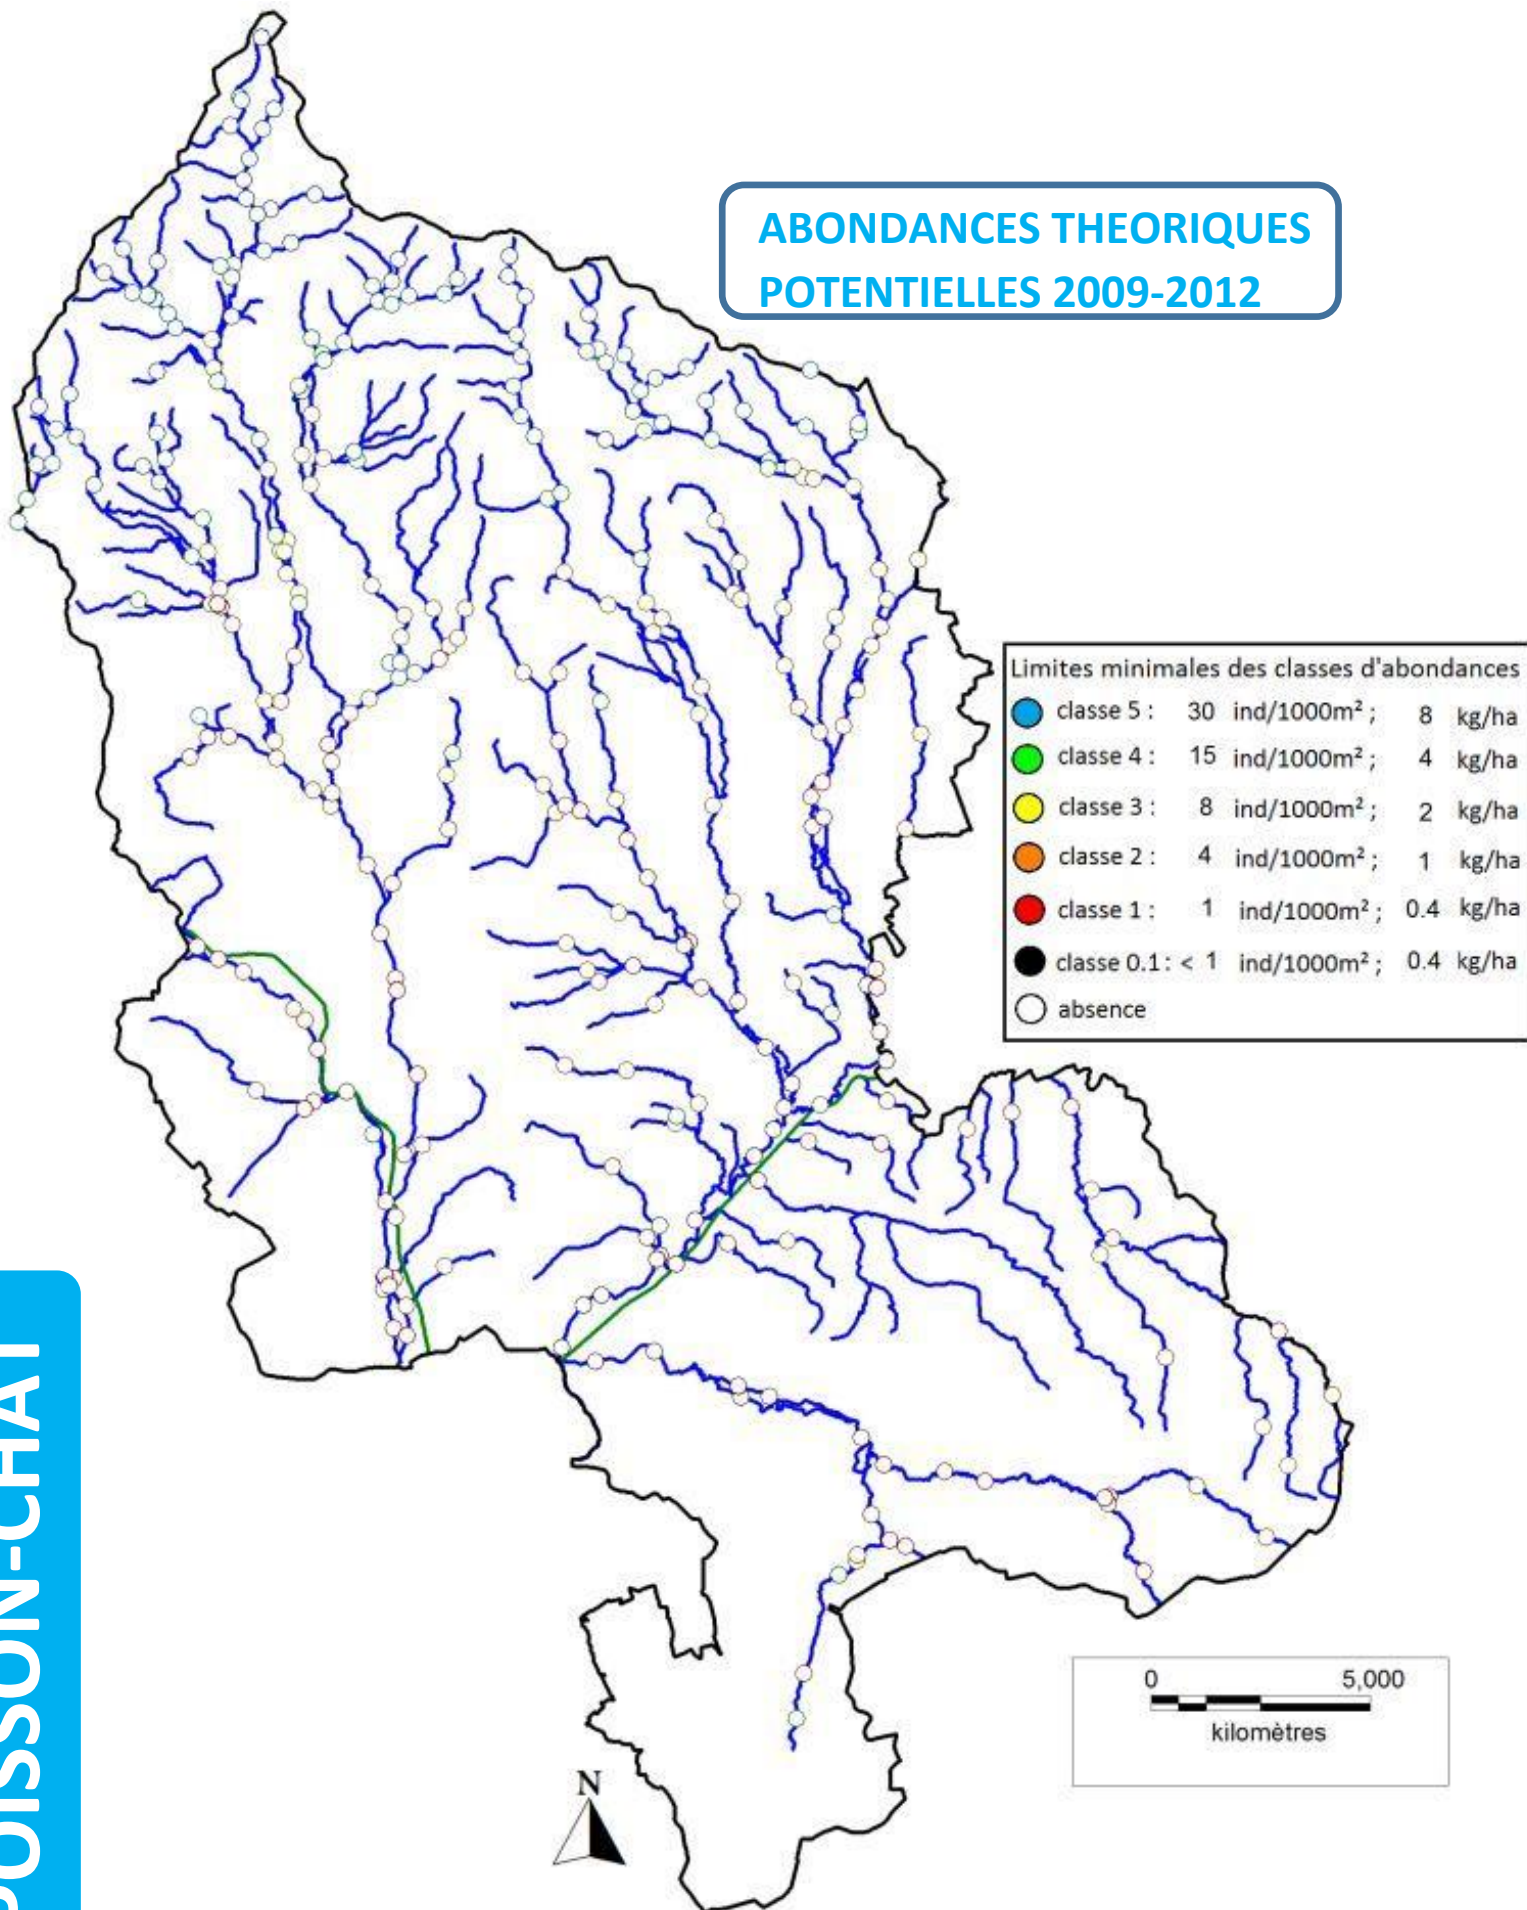 ABONDANCES THEORIQUES
POTENTIELLES 2009-2012
Limites minimales des classes d'abondances
classe 5 : 30 ind/1000m² ; 8 kg/ha
classe 4 : 15 ind/1000m² ; 4 kg/ha
classe 3 : 8 ind/1000m² ; 2 kg/ha
classe 2 : 4 ind/1000m² ; 1 kg/ha
classe 1 : 1 ind/1000m² ; 0.4 kg/ha
classe 0.1 : < 1 ind/1000m² ; 0.4 kg/ha
absence
POISSON-CHAT
0 5,000
kilomètres
N